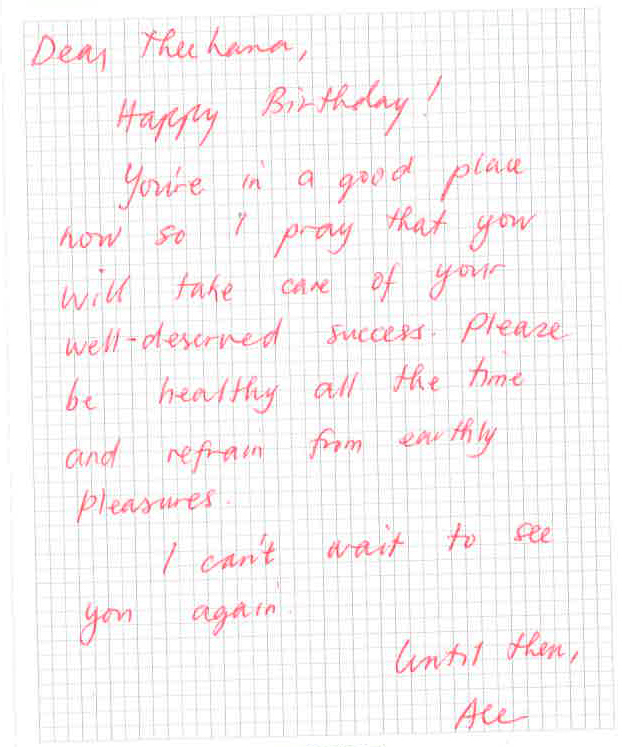 Dear Theehana,
Happy Birthday!
You're in a good place
now so I pray that you
will take care of your
well-deserved success. Please
be healthy all the time
and refrain from earthly
pleasures.
I can't wait to see
you again.
Until then,
Ace